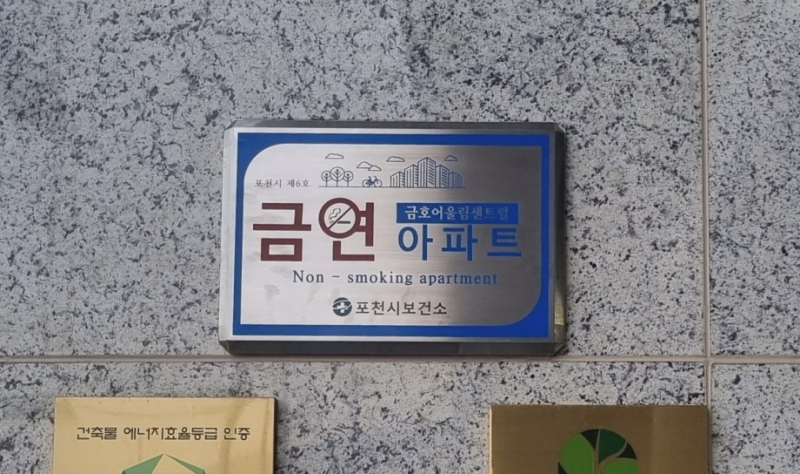 포천시 제6호
금연 금호어울림센트럴
아파트
Non - smoking apartment
포천시보건소
건축물 에너지효율등급 인증